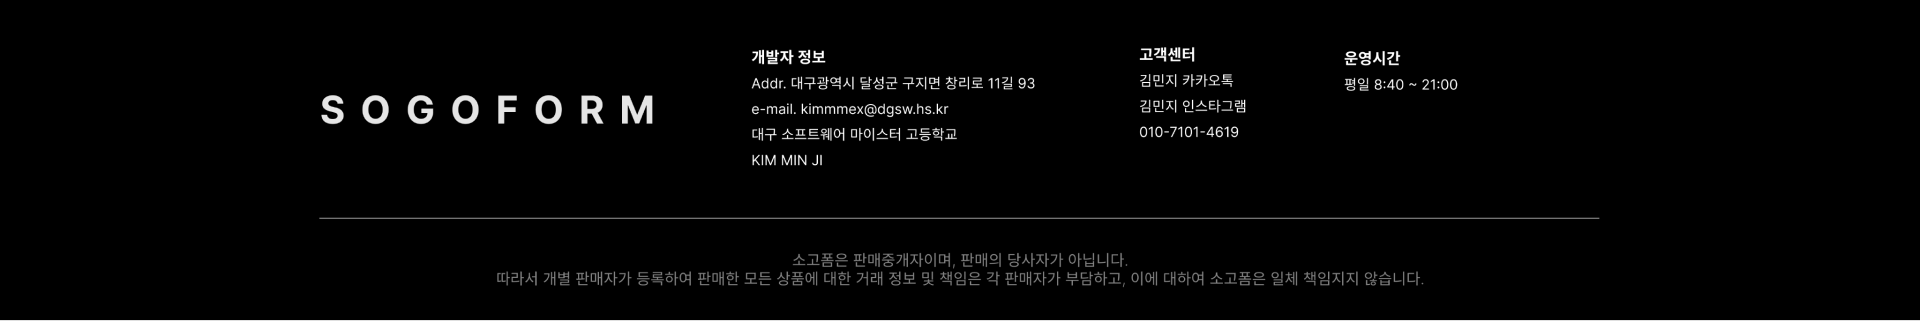 SOGOFORM
개발자 정보
Addr. 대구광역시 달성군 구지면 창리로 11길 93
e-mail. kimmmex@dgsw.hs.kr
대구 소프트웨어 마이스터 고등학교
KIM MIN JI
고객센터
김민지 카카오톡
김민지 인스타그램
010-7101-4619
운영시간
평일 8:40 ~ 21:00
소고폼은 판매중개자이며, 판매의 당사자가 아닙니다.
따라서 개별 판매자가 등록하여 판매한 모든 상품에 대한 거래 정보 및 책임은 각 판매자가 부담하고, 이에 대하여 소고폼은 일체 책임지지 않습니다.